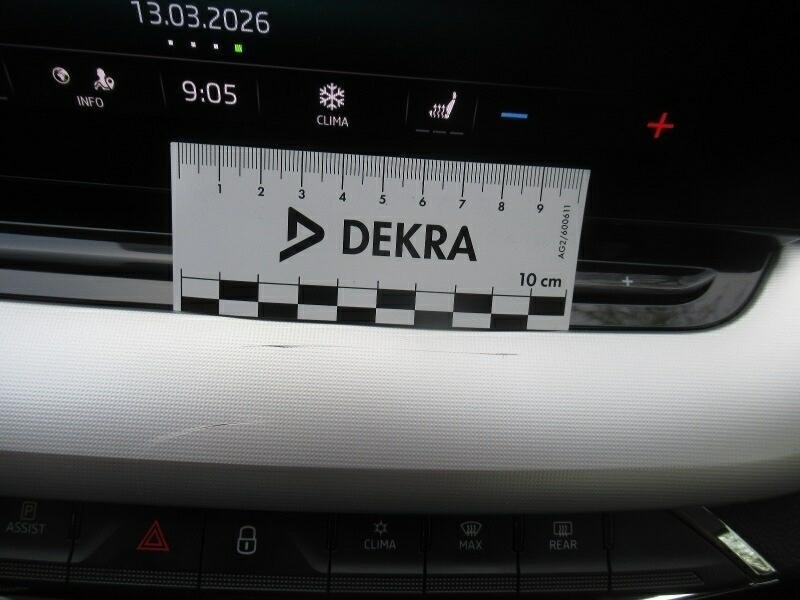 13.03.2026
INFO
9:05
CLIMA
1 2 3 4 5 6 7 8 9
DEKRA
AG2/600611
10 cm
P
ASSIST
CLIMA
MAX
REAR